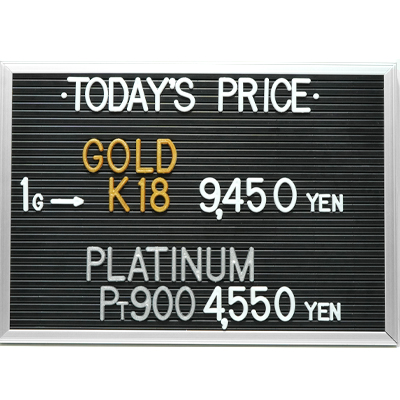 ·TODAY'S PRICE·
GOLD
1G→ K18 9,450 YEN
PLATINUM
PT900 4,550 YEN